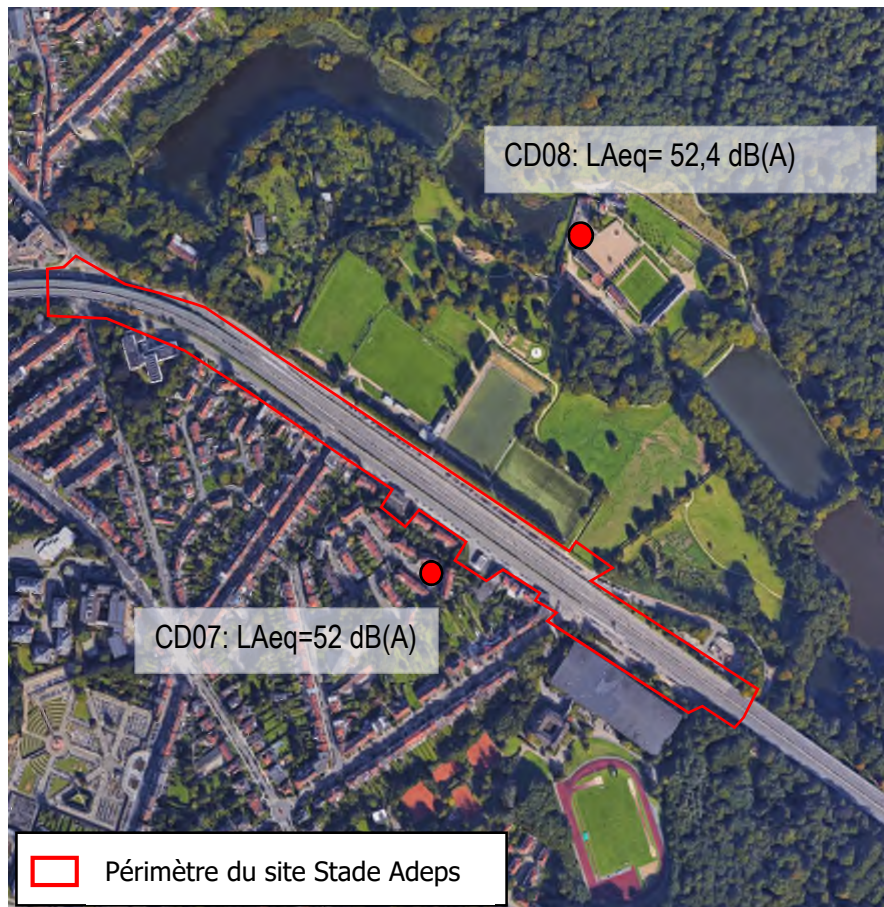 CD08: LAeq= 52,4 dB(A)
CD07: LAeq=52 dB(A)
Périmètre du site Stade Adeps